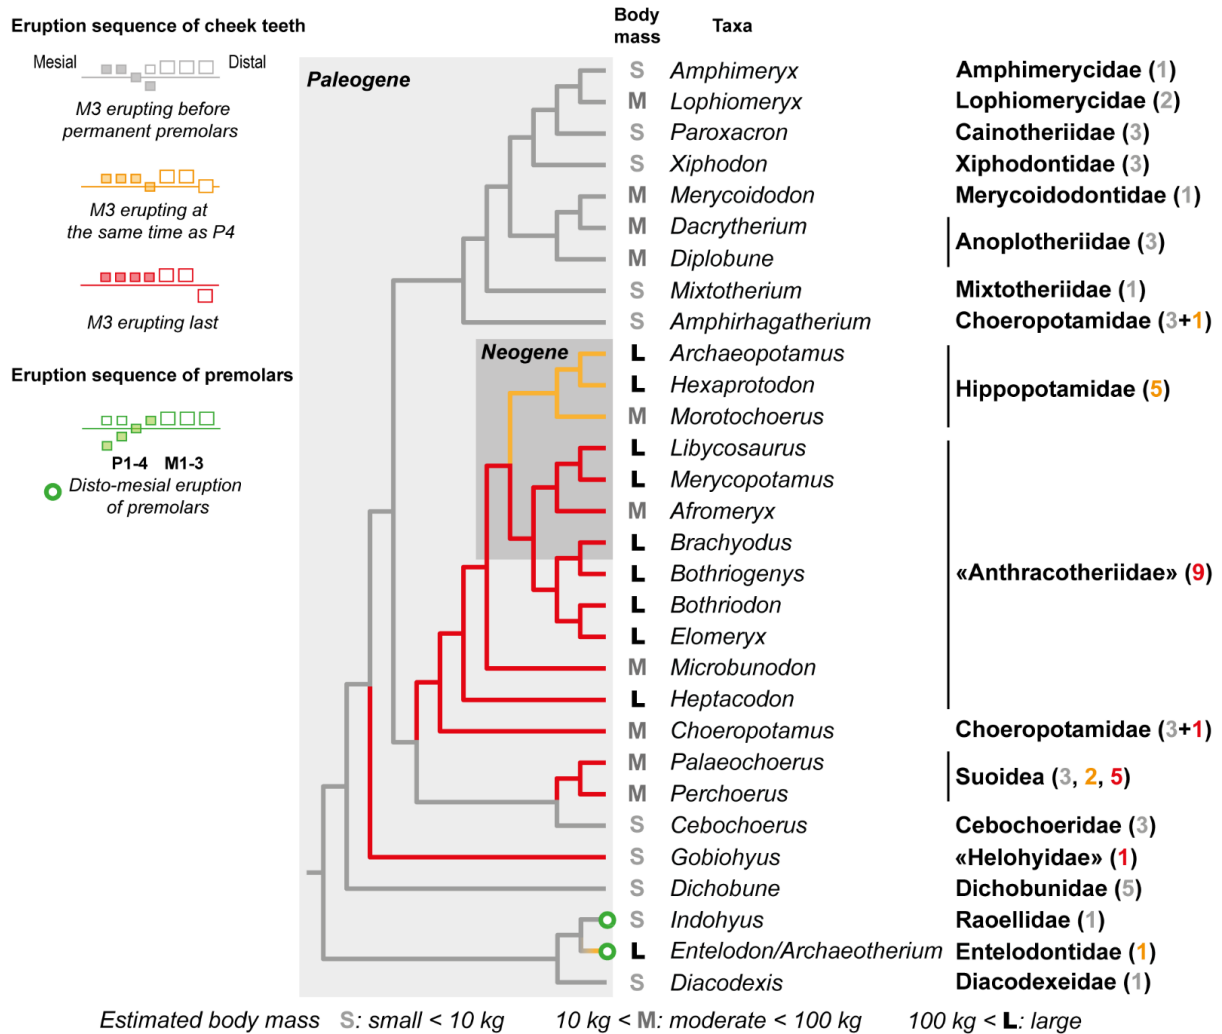 Eruption sequence of cheek teeth
Mesial
Distal
M3 erupting before
permanent premolars
M3 erupting at
the same time as P4
M3 erupting last
Eruption sequence of premolars
P1-4 M1-3
Disto-mesial eruption
of premolars
Body
mass
Taxa
Paleogene
Neogene
S Amphimeryx Amphimerycidae (1)
M Lophiomeryx Lophiomerycidae (2)
S Paroxacron Cainotheriidae (3)
S Xiphodon Xiphodontidae (3)
M Merycoidodon Merycoidodontidae (1)
M Dacrytherium
Anoplotheriidae (3)
M Diplobune
S Mixtotherium Mixtotheriidae (1)
S Amphirhagatherium Choeropotamidae (3+1)
L Archaeopotamus
L Hexaprotodon Hippopotamidae (5)
M Morotochoerus
L Libycosaurus
L Merycopotamus
M Afromeryx
L Brachyodus
L Bothriogenys «Anthracotheriidae» (9)
L Bothriodon
L Elomeryx
M Microbunodon
L Heptacodon
M Choeropotamus Choeropotamidae (3+1)
M Palaeochoerus
Suoidea (3, 2, 5)
M Perchoerus
S Cebochoerus Cebochoeridae (3)
S Gobiohyus «Helohyidae» (1)
S Dichobune Dichobunidae (5)
S Indohyus Raoellidae (1)
L Entelodon/Archaeotherium Entelodontidae (1)
S Diacodexis Diacodexeidae (1)
Estimated body mass S: small < 10 kg 10 kg < M: moderate < 100 kg 100 kg < L: large